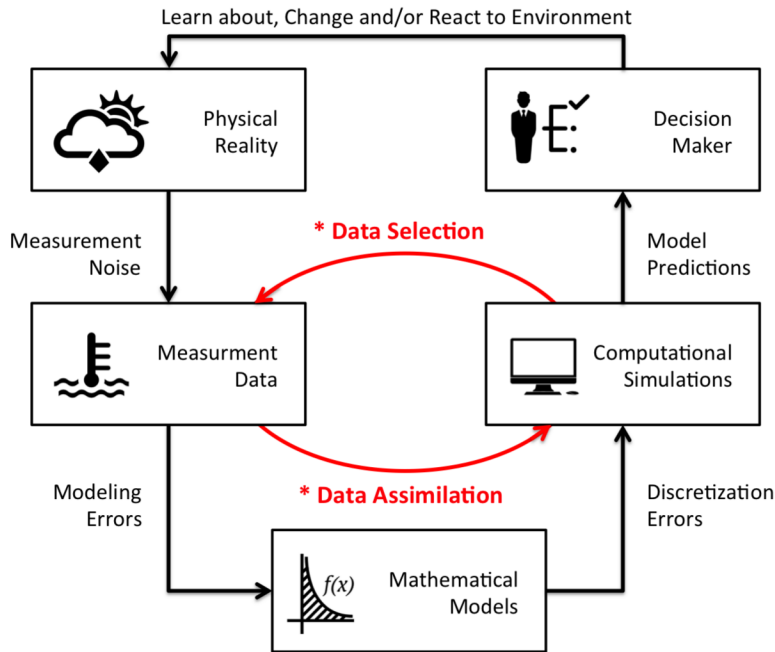 Learn about, Change and/or React to Environment
Physical
Reality
Decision
Maker
Measurement
Noise
* Data Selection
Model
Predictions
Measurment
Data
Computational
Simulations
Modeling
Errors
* Data Assimilation
Discretization
Errors
f(x)
Mathematical
Models